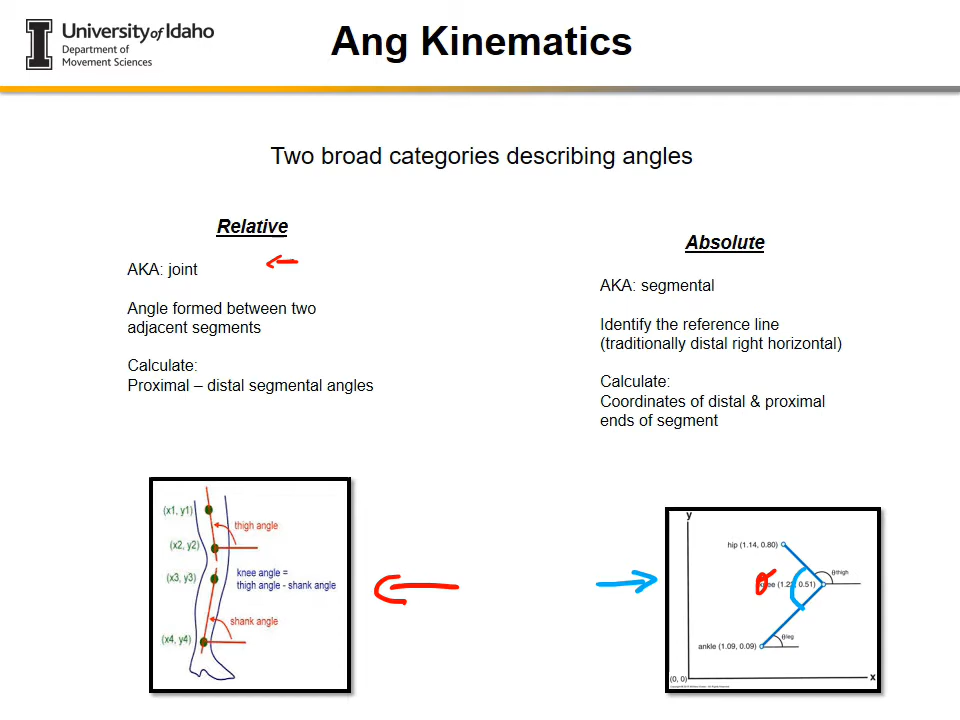 University of Idaho
Department of
Movement Sciences
Ang Kinematics
Two broad categories describing angles
Relative
AKA: joint
Angle formed between two
adjacent segments
Calculate:
Proximal – distal segmental angles
Absolute
AKA: segmental
Identify the reference line
(traditionally distal right horizontal)
Calculate:
Coordinates of distal & proximal
ends of segment
(x1, y1)
thigh angle
(x2, y2)
(x3, y3)
knee angle =
thigh angle - shank angle
shank angle
(x4, y4)
y
hip (1.14, 0.80)
θthigh
0.51)
ankle (1.09, 0.09)
θleg
(0, 0)
x